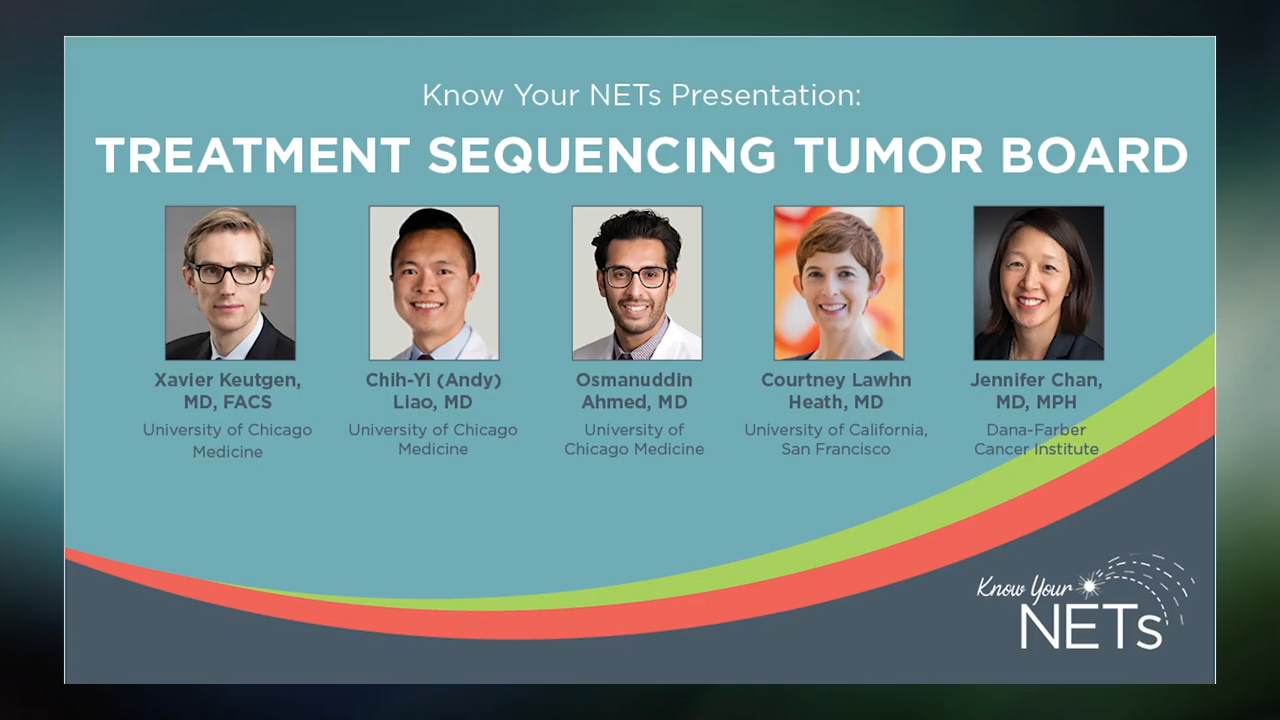 Know Your NETs Presentation:
TREATMENT SEQUENCING TUMOR BOARD
Xavier Keutgen,
MD, FACS
University of Chicago
Medicine
Chih-Yi (Andy)
Liao, MD
University of Chicago
Medicine
Osmanuddin
Ahmed, MD
University of
Chicago Medicine
Courtney Lawhn
Heath, MD
University of California,
San Francisco
Jennifer Chan,
MD, MPH
Dana-Farber
Cancer Institute
Know Your
NETs